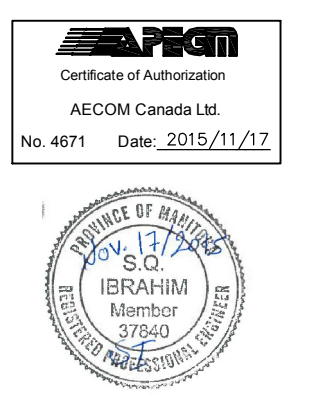 APEGM
Certificate of Authorization
AECOM Canada Ltd.
No. 4671 Date: 2015/11/17
PROVINCE OF MANITOBA
Nov. 17/2015
S.Q.
IBRAHIM
Member
37840
SI
REGISTERED PROFESSIONAL ENGINEER